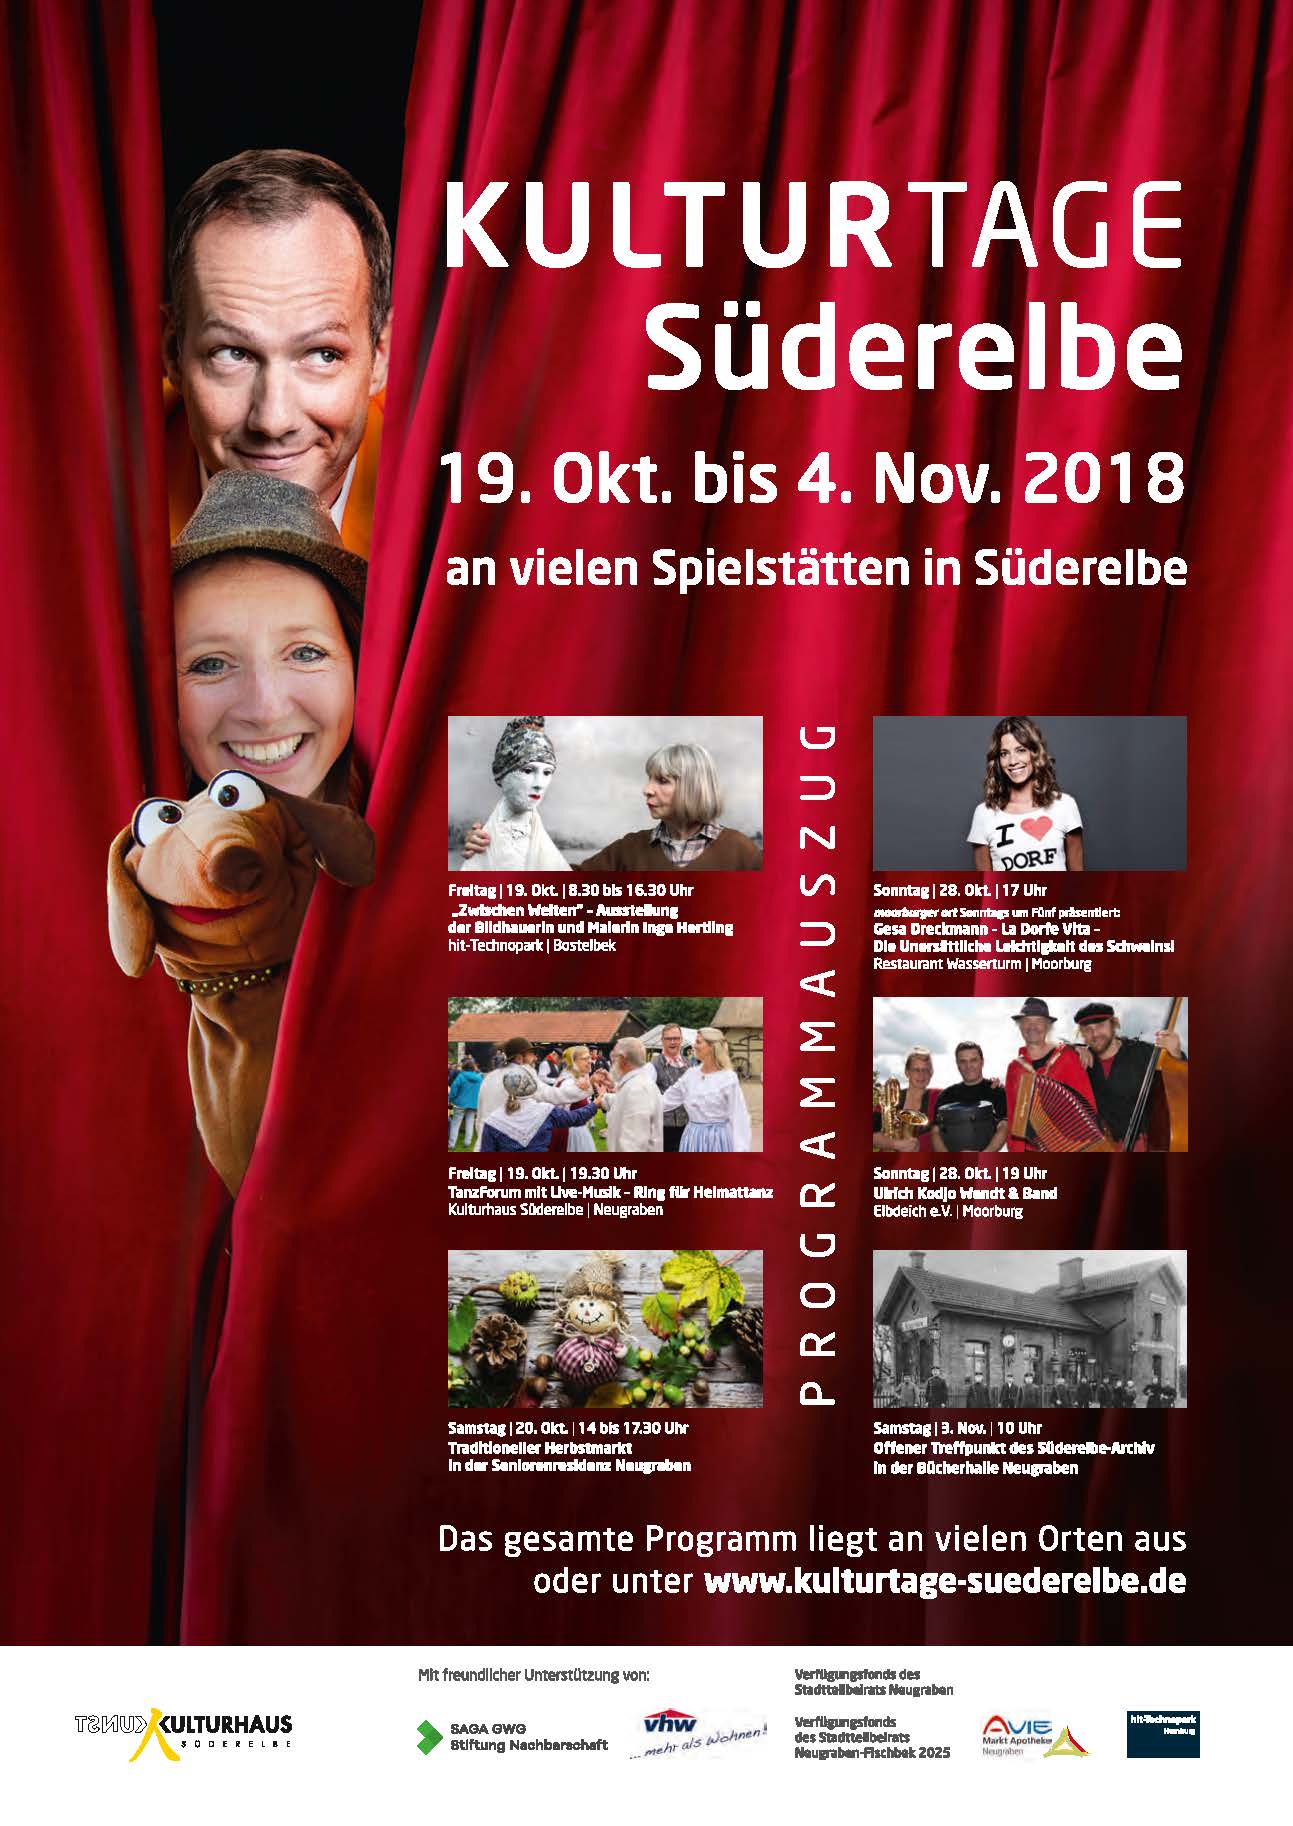 KULTURTAGE
Süderelbe
19. Okt. bis 4. Nov. 2018
an vielen Spielstätten in Süderelbe
PROGRAMMAUSZUG
Freitag | 19. Okt. | 8.30 bis 16.30 Uhr
„Zwischen Welten" – Ausstellung
der Bildhauerin und Malerin Inge Hertling
hit-Technopark | Bostelbek
Freitag | 19. Okt. | 19.30 Uhr
TanzForum mit Live-Musik – Ring für Heimattanz
Kulturhaus Süderelbe | Neugraben
Samstag | 20. Okt. | 14 bis 17.30 Uhr
Traditioneller Herbstmarkt
in der Seniorenresidenz Neugraben
I
DORF
Sonntag | 28. Okt. | 17 Uhr
moorburger ort Sonntags um Fünf präsentiert:
Gesa Dreckmann – La Dorfe Vita –
Die Unersättliche Leichtigkeit des Schweins!
Restaurant Wasserturm | Moorburg
Sonntag | 28. Okt. | 19 Uhr
Ulrich Kodjo Wendt & Band
Elbdeich e.V. | Moorburg
Samstag | 3. Nov. | 10 Uhr
Offener Treffpunkt des Süderelbe-Archiv
in der Bücherhalle Neugraben
Das gesamte Programm liegt an vielen Orten aus
oder unter www.kulturtage-suederelbe.de
KUNST KULTURHAUS
SÜDERELBE
Mit freundlicher Unterstützung von:
SAGA GWG
Stiftung Nachbarschaft
vhw
... mehr als Wohnen!
Verfügungsfonds des
Stadtteilbeirats Neugraben
Verfügungsfonds
des Stadtteilbeirats
Neugraben-Fischbek 2025
AVIE
Markt Apotheke
Neugraben
hit-Technopark
Hamburg